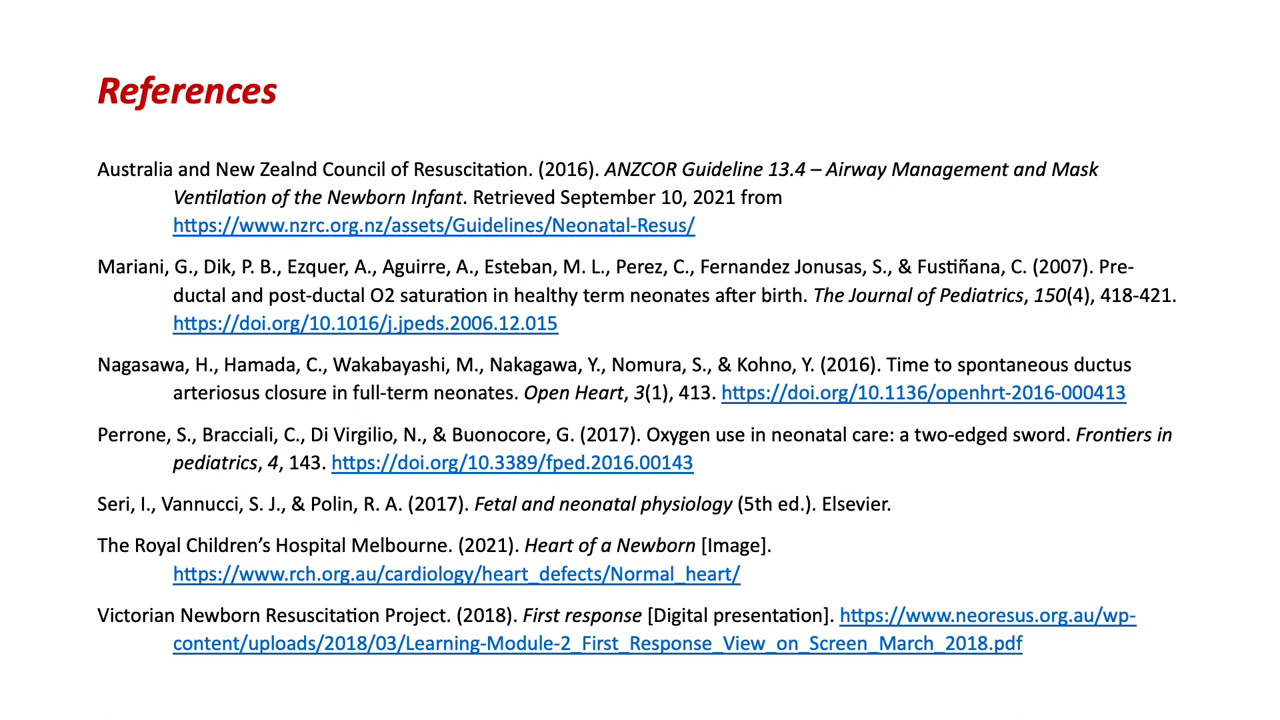 References
Australia and New Zealnd Council of Resuscitation. (2016). ANZCOR Guideline 13.4 – Airway Management and Mask
Ventilation of the Newborn Infant. Retrieved September 10, 2021 from
https://www.nzrc.org.nz/assets/Guidelines/Neonatal-Resus/
Mariani, G., Dik, P. B., Ezquer, A., Aguirre, A., Esteban, M. L., Perez, C., Fernandez Jonusas, S., & Fustiñana, C. (2007). Pre-
ductal and post-ductal O2 saturation in healthy term neonates after birth. The Journal of Pediatrics, 150(4), 418-421.
https://doi.org/10.1016/j.jpeds.2006.12.015
Nagasawa, H., Hamada, C., Wakabayashi, M., Nakagawa, Y., Nomura, S., & Kohno, Y. (2016). Time to spontaneous ductus
arteriosus closure in full-term neonates. Open Heart, 3(1), 413. https://doi.org/10.1136/openhrt-2016-000413
Perrone, S., Bracciali, C., Di Virgilio, N., & Buonocore, G. (2017). Oxygen use in neonatal care: a two-edged sword. Frontiers in
pediatrics, 4, 143. https://doi.org/10.3389/fped.2016.00143
Seri, I., Vannucci, S. J., & Polin, R. A. (2017). Fetal and neonatal physiology (5th ed.). Elsevier.
The Royal Children’s Hospital Melbourne. (2021). Heart of a Newborn [Image].
https://www.rch.org.au/cardiology/heart_defects/Normal_heart/
Victorian Newborn Resuscitation Project. (2018). First response [Digital presentation]. https://www.neoresus.org.au/wp-
content/uploads/2018/03/Learning-Module-2_First_Response_View_on_Screen_March_2018.pdf